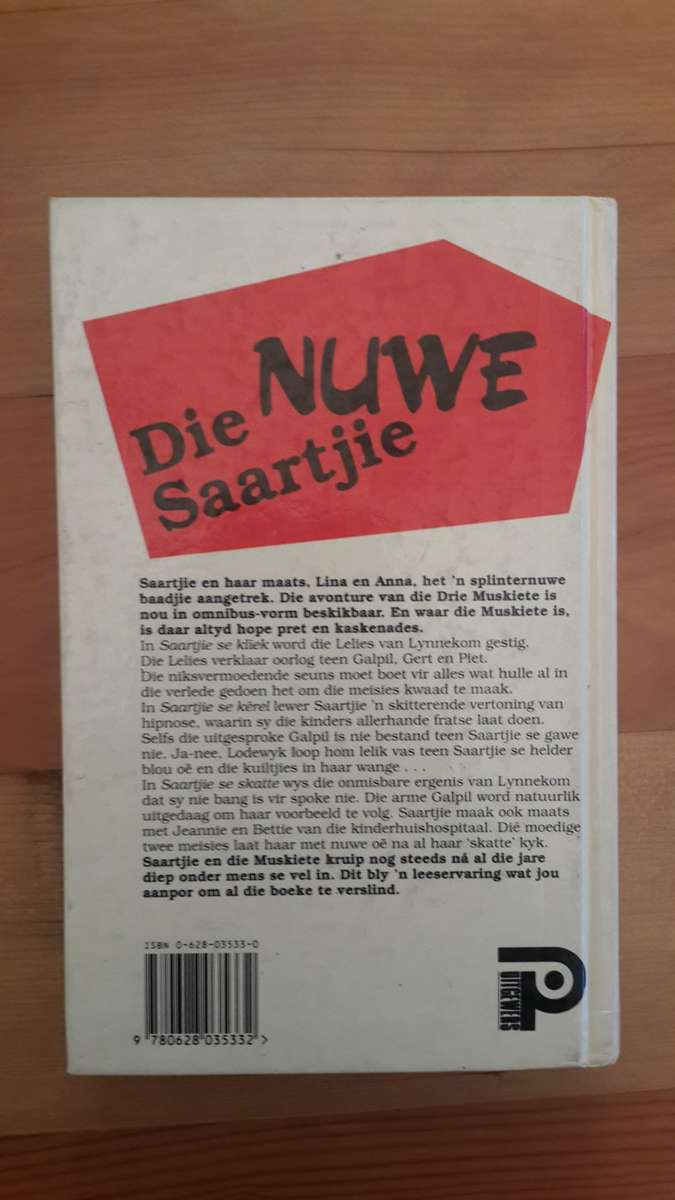 Die NUWE
Saartjie
Saartjie en haar maats, Lina en Anna, het 'n splinternuwe
baadjie aangetrek. Die avonture van die Drie Muskiete is
nou in omnibus-vorm beskikbaar. En waar die Muskiete is,
is daar altyd hope pret en kaskenades.
In Saartjie se kliek word die Lelies van Lynnekom gestig.
Die Lelies verklaar oorlog teen Galpil, Gert en Piet.
Die niksvermoedende seuns moet boet vir alles wat hulle al in
die verlede gedoen het om die meisies kwaad te maak.
In Saartjie se kêrel lewer Saartjie 'n skitterende vertoning van
hipnose, waarin sy die kinders allerhande fratse laat doen.
Selfs die uitgesproke Galpil is nie bestand teen Saartjie se gawe
nie. Ja-nee, Lodewyk loop hom lelik vas teen Saartjie se helder
blou oë en die kuiltjies in haar wange . . .
In Saartjie se skatte wys die onmisbare ergenis van Lynnekom
dat sy nie bang is vir spoke nie. Die arme Galpil word natuurlik
uitgedaag om haar voorbeeld te volg. Saartjie maak ook maats
met Jeannie en Bettie van die kinderhuishospitaal. Dié moedige
twee meisies laat haar met nuwe oë na al haar 'skatte' kyk.
Saartjie en die Muskiete kruip nog steeds ná al die jare
diep onder mens se vel in. Dit bly 'n leeservaring wat jou
aanpor om al die boeke te verslind.
ISBN 0-628-03533-0
9 780628 035332 >
UITGEWERS